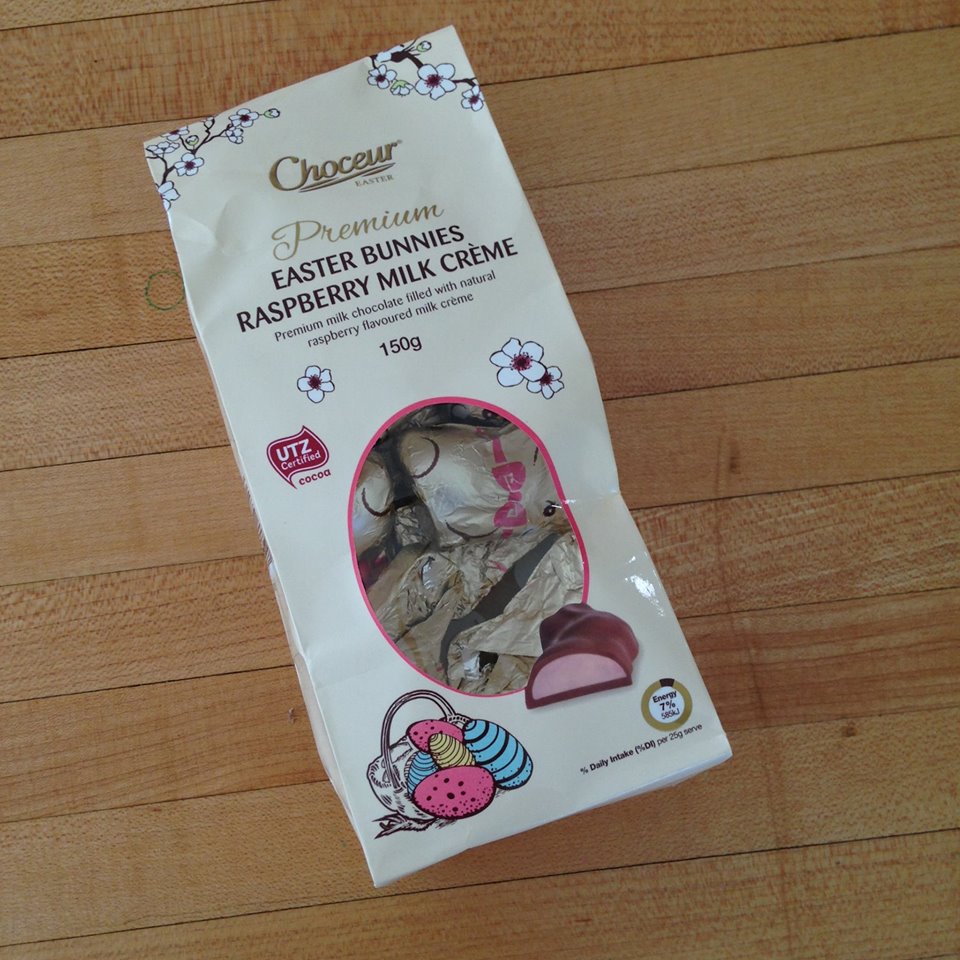 Choceur®
EASTER
Premium
EASTER BUNNIES
RASPBERRY MILK CRÈME
Premium milk chocolate filled with natural
raspberry flavoured milk crème
150g
UTZ
Certified
cocoa
Energy
7%
585kJ
% Daily Intake (%DI) per 25g serve